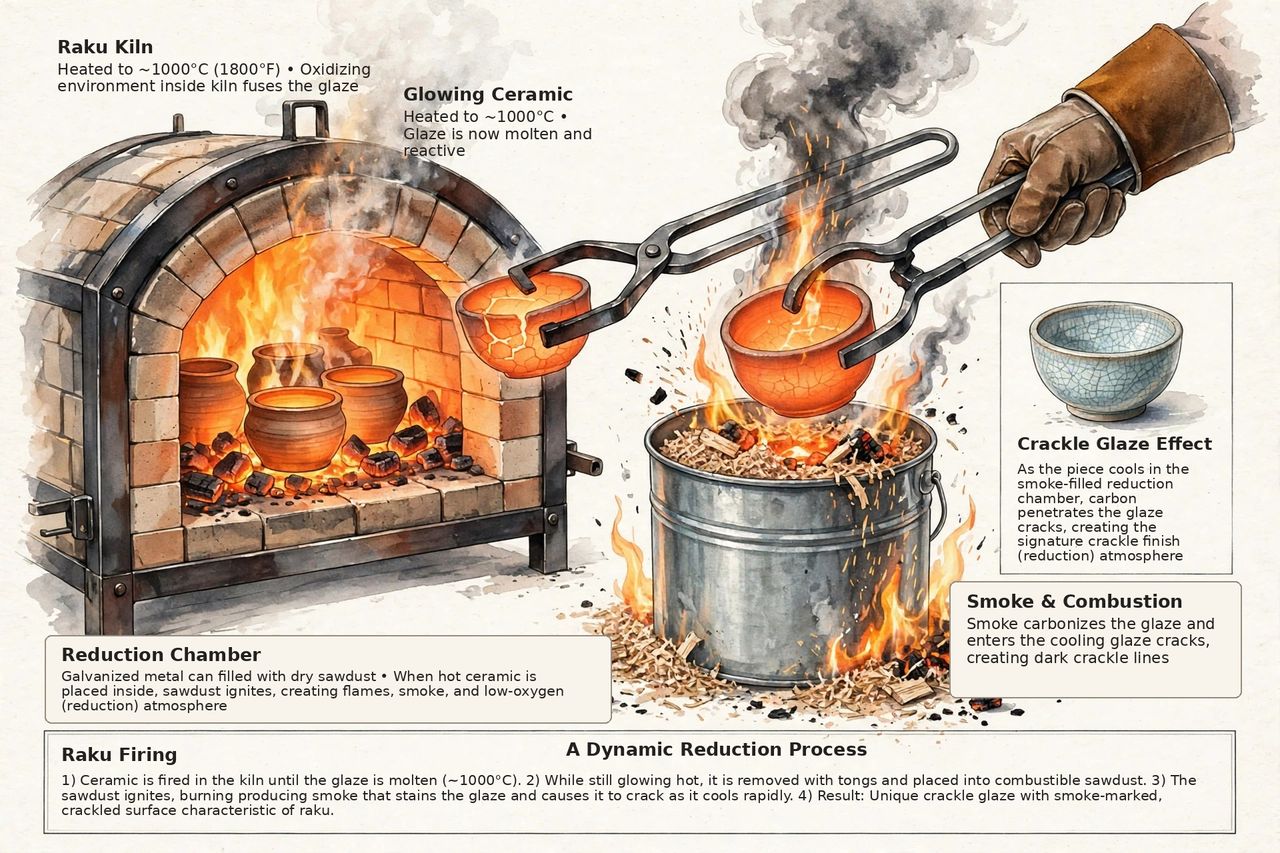 Raku Kiln
Heated to ~1000°C (1800°F) • Oxidizing
environment inside kiln fuses the glaze
Glowing Ceramic
Heated to ~1000°C •
Glaze is now molten and
reactive
Crackle Glaze Effect
As the piece cools in the
smoke-filled reduction
chamber, carbon
penetrates the glaze
cracks, creating the
signature crackle finish
(reduction) atmosphere
Smoke & Combustion
Smoke carbonizes the glaze and
enters the cooling glaze cracks,
creating dark crackle lines
Reduction Chamber
Galvanized metal can filled with dry sawdust • When hot ceramic is
placed inside, sawdust ignites, creating flames, smoke, and low-oxygen
(reduction) atmosphere
Raku Firing
A Dynamic Reduction Process
1) Ceramic is fired in the kiln until the glaze is molten (~1000°C). 2) While still glowing hot, it is removed with tongs and placed into combustible sawdust. 3) The
sawdust ignites, burning producing smoke that stains the glaze and causes it to crack as it cools rapidly. 4) Result: Unique crackle glaze with smoke-marked,
crackled surface characteristic of raku.